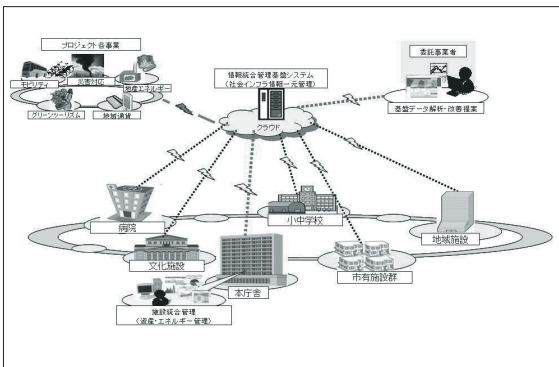 プロジェクト各事業
モビリティ
災害対応
地産エネルギー
グリーンツーリズム
地域通貨
情報統合管理基盤システム
（社会インフラ情報一元管理）
クラウド
委託事業者
基盤データ解析・改善提案
病院
小中学校
地域施設
文化施設
本庁舎
市有施設群
施設統合管理
（資産・エネルギー管理）